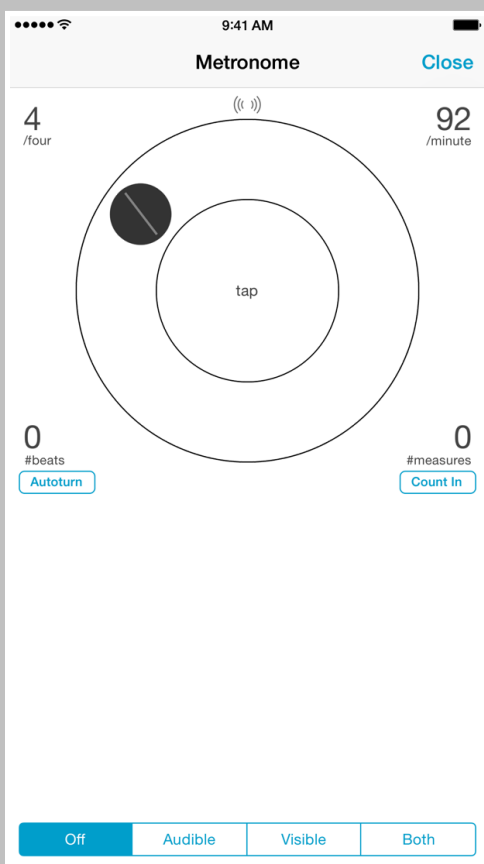 9:41 AM
Metronome
Close
4
/four
92
/minute
tap
0
#beats
Autoturn
0
#measures
Count In
Off
Audible
Visible
Both